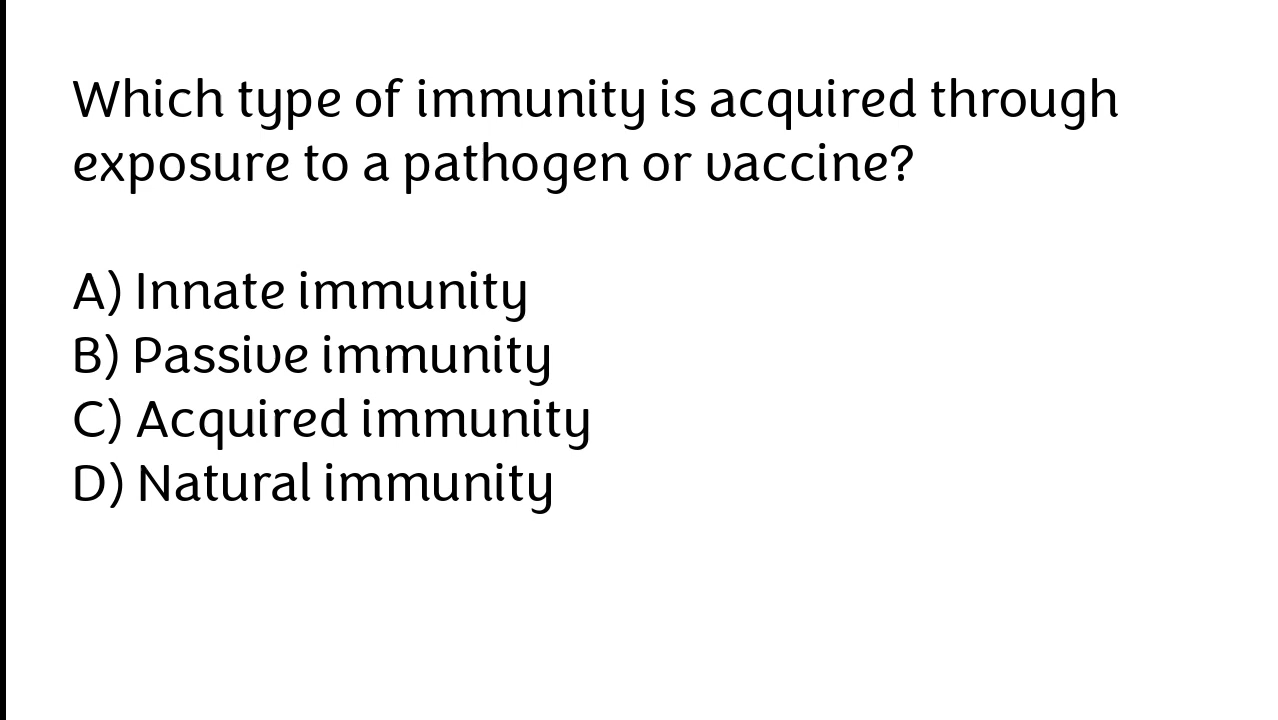 Which type of immunity is acquired through
exposure to a pathogen or vaccine?
A) Innate immunity
B) Passive immunity
C) Acquired immunity
D) Natural immunity